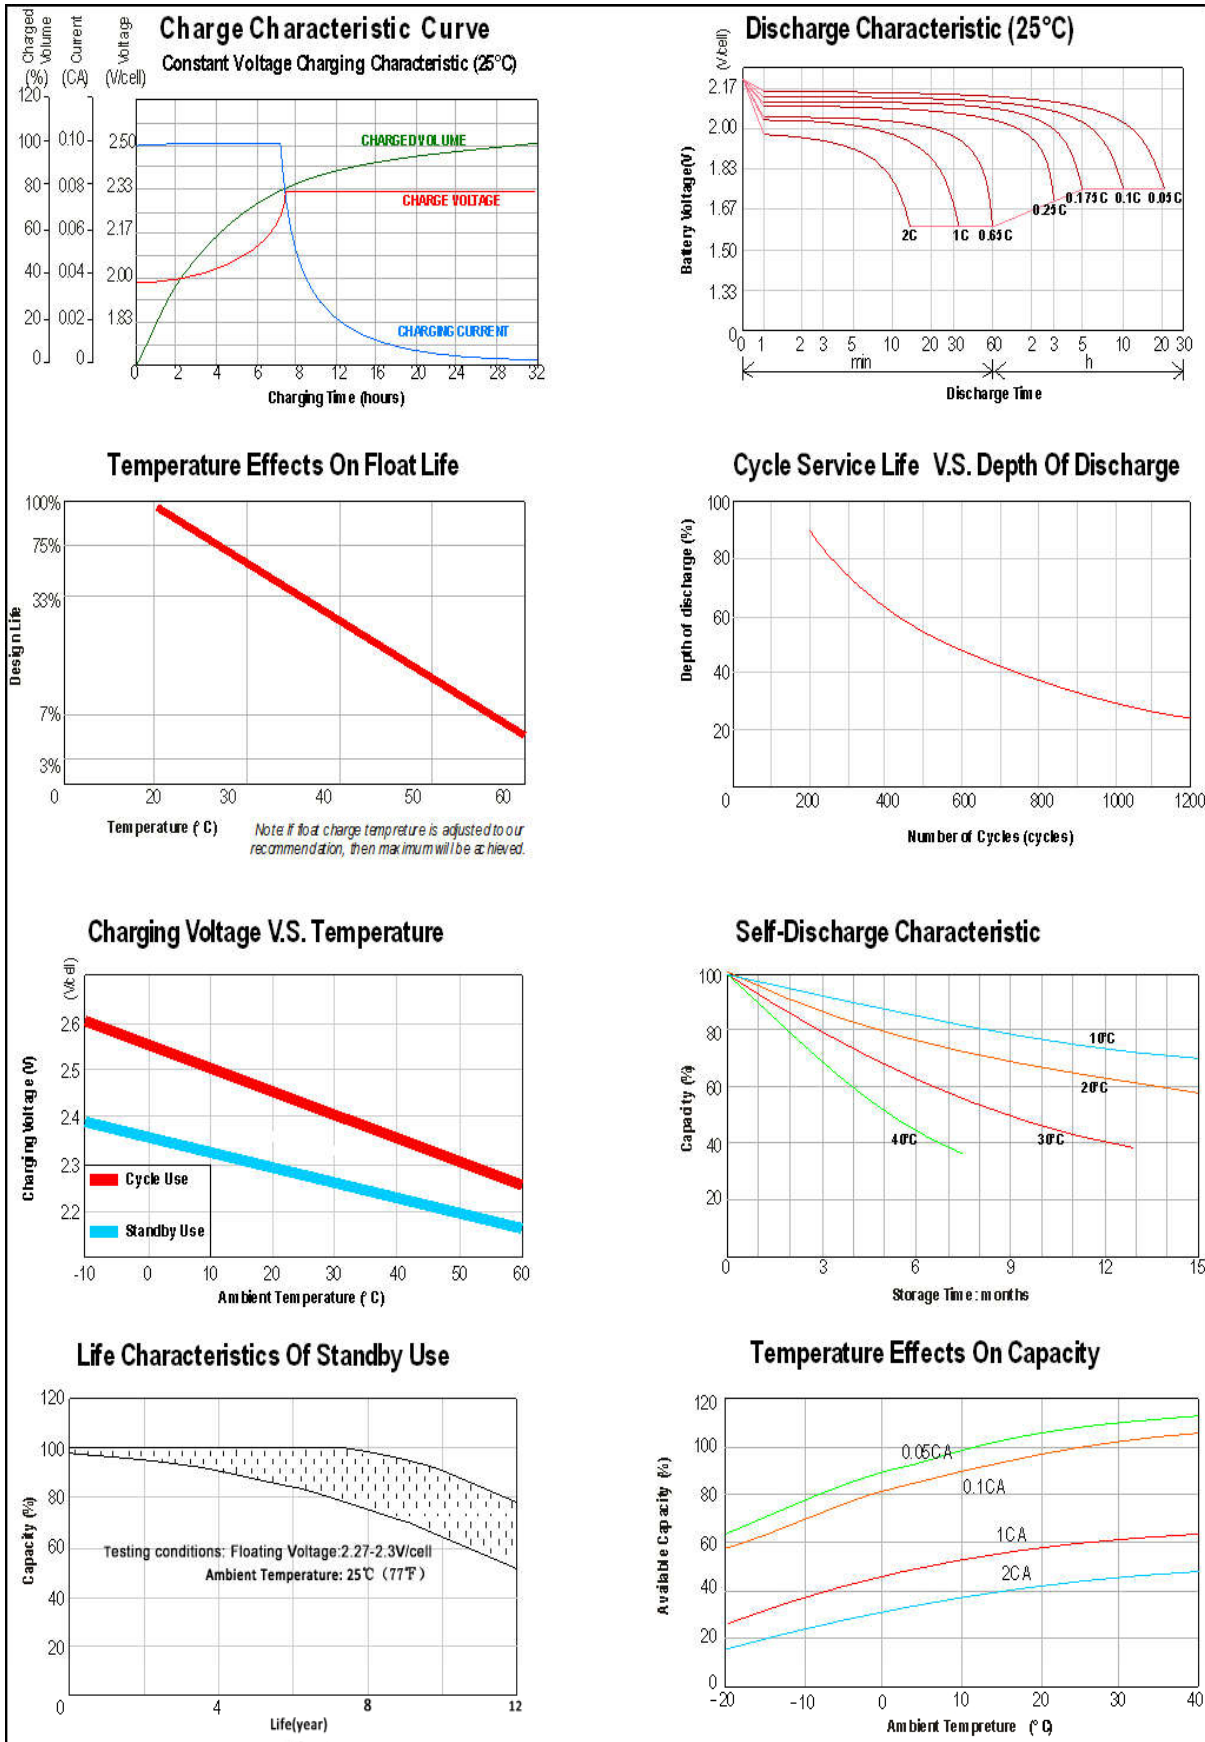 Charge Characteristic Curve
Constant Voltage Charging Characteristic (25°C)
Charged Volume
Current
Voltage
(%) (CA) (V/cell)
120
100 0.10 2.50
80 0.08 2.33
60 0.06 2.17
40 0.04 2.00
20 0.02 1.83
0 0
CHARGED VOLUME
CHARGE VOLTAGE
CHARGING CURRENT
0 2 4 6 8 12 16 20 24 28 32
Charging Time (hours)
Discharge Characteristic (25°C)
(V/cell)
Battery Voltage(V)
2.17
2.00
1.83
1.67
1.50
1.33
0
2C 1C 0.65C 0.25C 0.175C 0.1C 0.05C
0 1 2 3 5 10 20 30 60 2 3 5 10 20 30
min h
Discharge Time
Temperature Effects On Float Life
Design Life
100%
75%
33%
7%
3%
0 20 30 40 50 60
Temperature (°C)
Note: If float charge tempreture is adjusted to our
recommendation, then maximum will be achieved.
Cycle Service Life V.S. Depth Of Discharge
Depth of discharge (%)
100
80
60
40
20
0 200 400 600 800 1000 1200
Number of Cycles (cycles)
Charging Voltage V.S. Temperature
(V/cell)
Charging Voltage (V)
2.6
2.5
2.4
2.3
2.2
Cycle Use
Standby Use
-10 0 10 20 30 40 50 60
Ambient Temperature (°C)
Self-Discharge Characteristic
Capacity (%)
100
80
60
40
20
10°C
20°C
30°C
40°C
0 3 6 9 12 15
Storage Time: months
Life Characteristics Of Standby Use
Capacity (%)
120
100
80
60
40
20
0 4 8 12
Testing conditions: Floating Voltage:2.27-2.3V/cell
Ambient Temperature: 25℃ (77℉)
Life(year)
Temperature Effects On Capacity
Available Capacity (%)
120
100
80
60
40
20
0
0.05CA
0.1CA
1CA
2CA
-20 -10 0 10 20 30 40
Ambient Tempreture (°C)